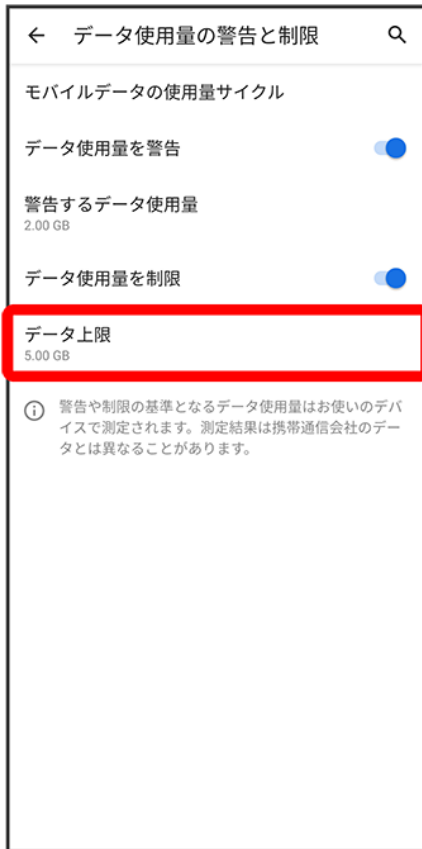 データ使用量の警告と制限
モバイルデータの使用量サイクル
データ使用量を警告
警告するデータ使用量
2.00 GB
データ使用量を制限
データ上限
5.00 GB
警告や制限の基準となるデータ使用量はお使いのデバ
イスで測定されます。測定結果は携帯通信会社のデー
タとは異なることがあります。